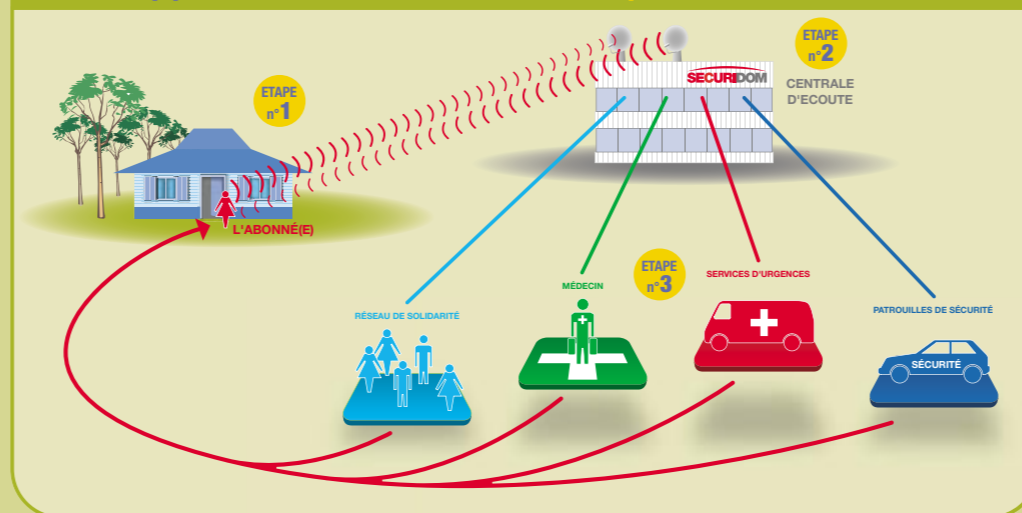 ETAPE
n°1
L'ABONNÉ(E)
ETAPE
n°2
SECURIDOM
CENTRALE
D'ECOUTE
ETAPE
n°3
RÉSEAU DE SOLIDARITÉ
MÉDECIN
SERVICES D'URGENCES
PATROUILLES DE SÉCURITÉ
SÉCURITÉ